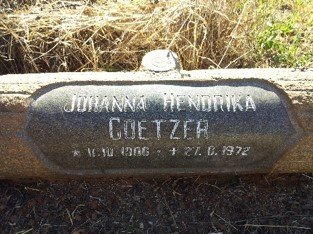 JOHANNA HENDRIKA
COETZER
* 11.10.1906 - + 27.6.1972